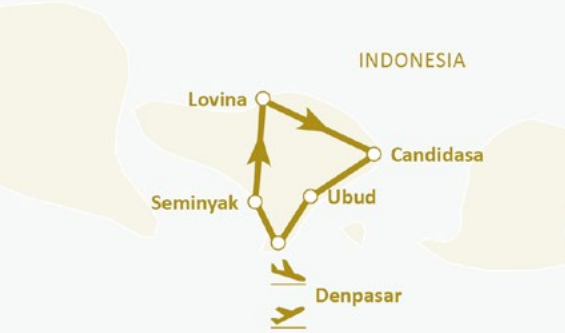 INDONESIA
Lovina
Candidasa
Seminyak
Ubud
Denpasar